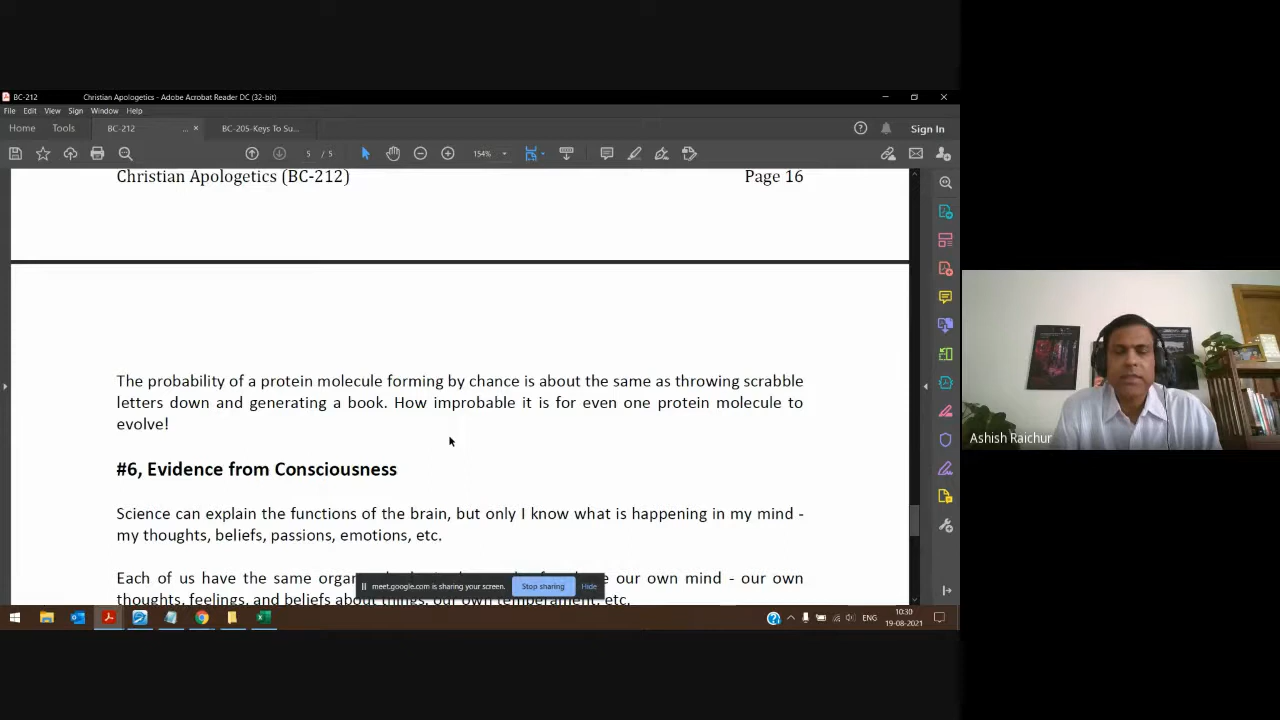 BC-212
Christian Apologetics - Adobe Acrobat Reader DC (32-bit)
File Edit View Sign Window Help
Home Tools BC-212 ... × BC-205-Keys To Su...
Sign In
5 / 5 154%
Christian Apologetics (BC-212) Page 16
The probability of a protein molecule forming by chance is about the same as throwing scrabble
letters down and generating a book. How improbable it is for even one protein molecule to
evolve!
#6, Evidence from Consciousness
Science can explain the functions of the brain, but only I know what is happening in my mind -
my thoughts, beliefs, passions, emotions, etc.
Each of us have the same organ our own mind - our own
thoughts, feelings, and beliefs about things, our own temperament, etc.
meet.google.com is sharing your screen. Stop sharing Hide
Ashish Raichur
ENG
10:30
19-08-2021